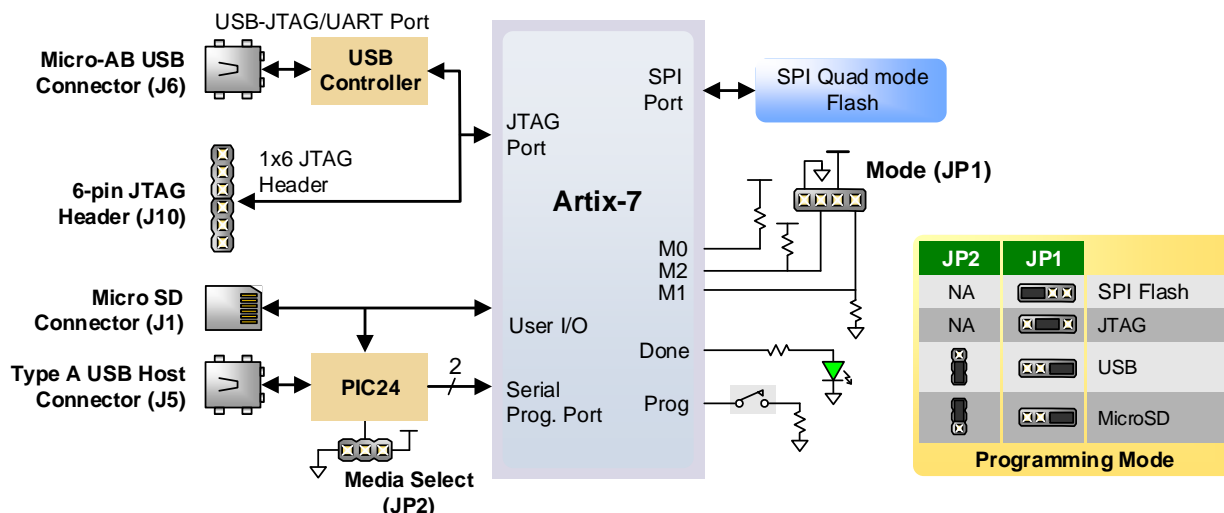 USB-JTAG/UART Port
Micro-AB USB
Connector (J6)
USB
Controller
1x6 JTAG
Header
6-pin JTAG
Header (J10)
Micro SD
Connector (J1)
Type A USB Host
Connector (J5)
PIC24
2
Media Select
(JP2)
JTAG
Port
SPI
Port
Artix-7
User I/O
Serial
Prog. Port
M0
M2
M1
Done
Prog
SPI Quad mode
Flash
Mode (JP1)
JP2 JP1
NA SPI Flash
NA JTAG
USB
MicroSD
Programming Mode